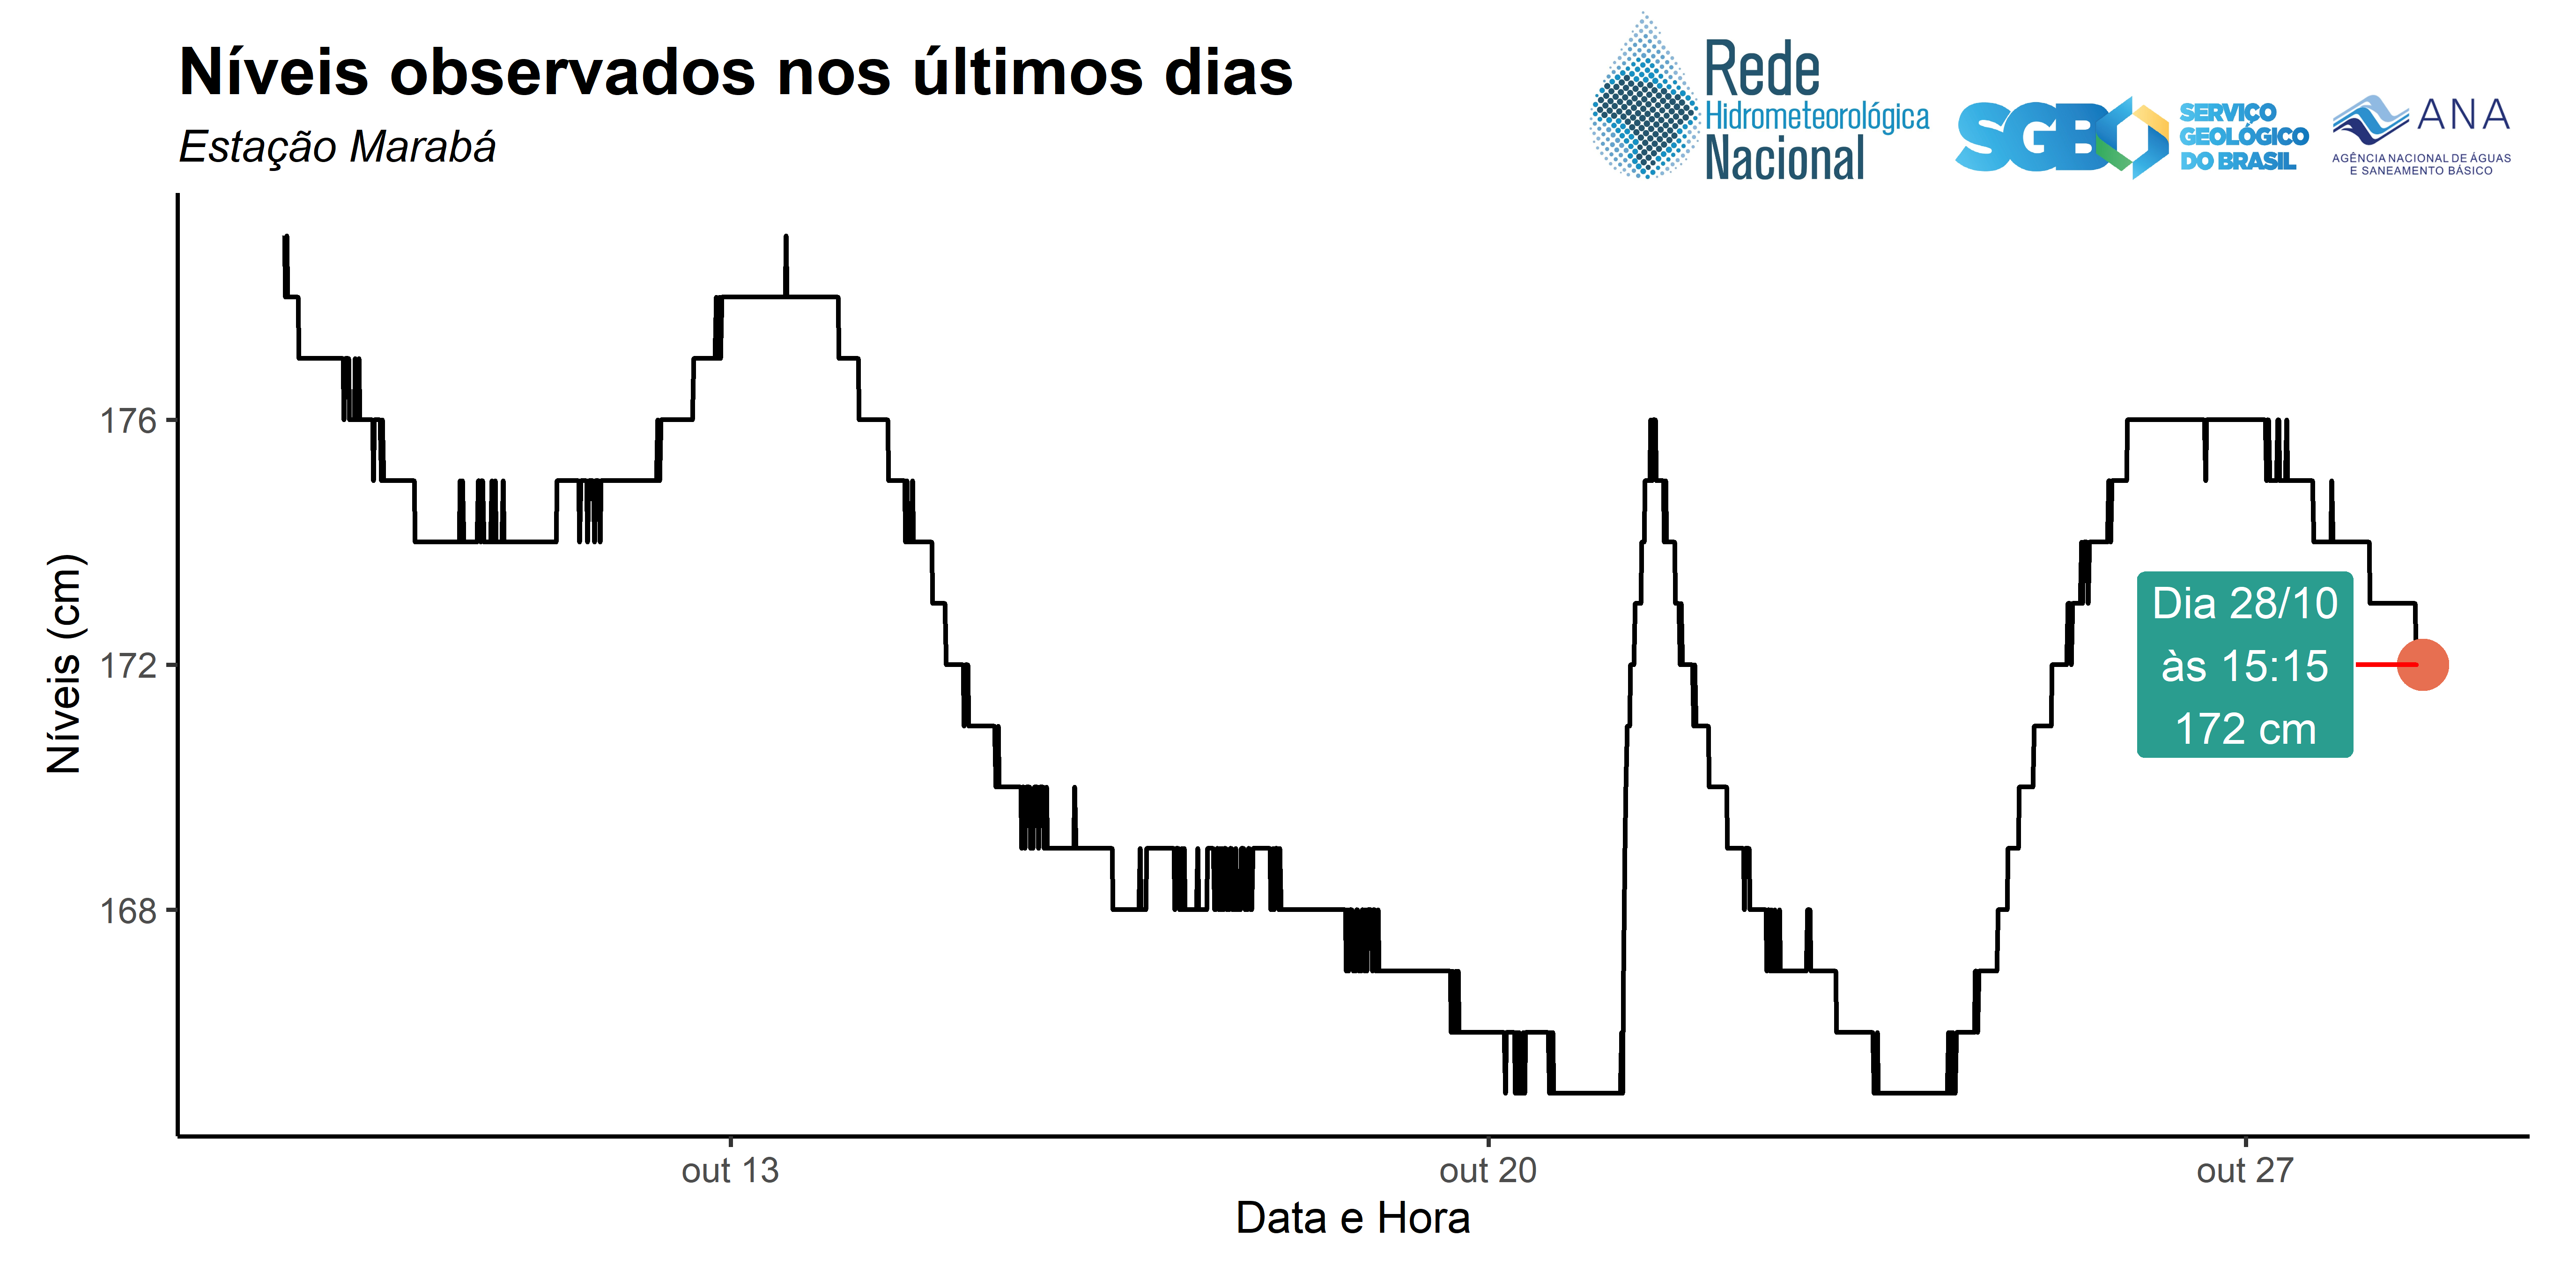 Níveis observados nos últimos dias
Estação Marabá
Rede
Hidrometeorológica
Nacional
SGB
SERVIÇO
GEOLÓGICO
DO BRASIL
ANA
AGÊNCIA NACIONAL DE ÁGUAS
E SANEAMENTO BÁSICO
Níveis (cm)
176
172
168
Dia 28/10
às 15:15
172 cm
out 13
out 20
out 27
Data e Hora